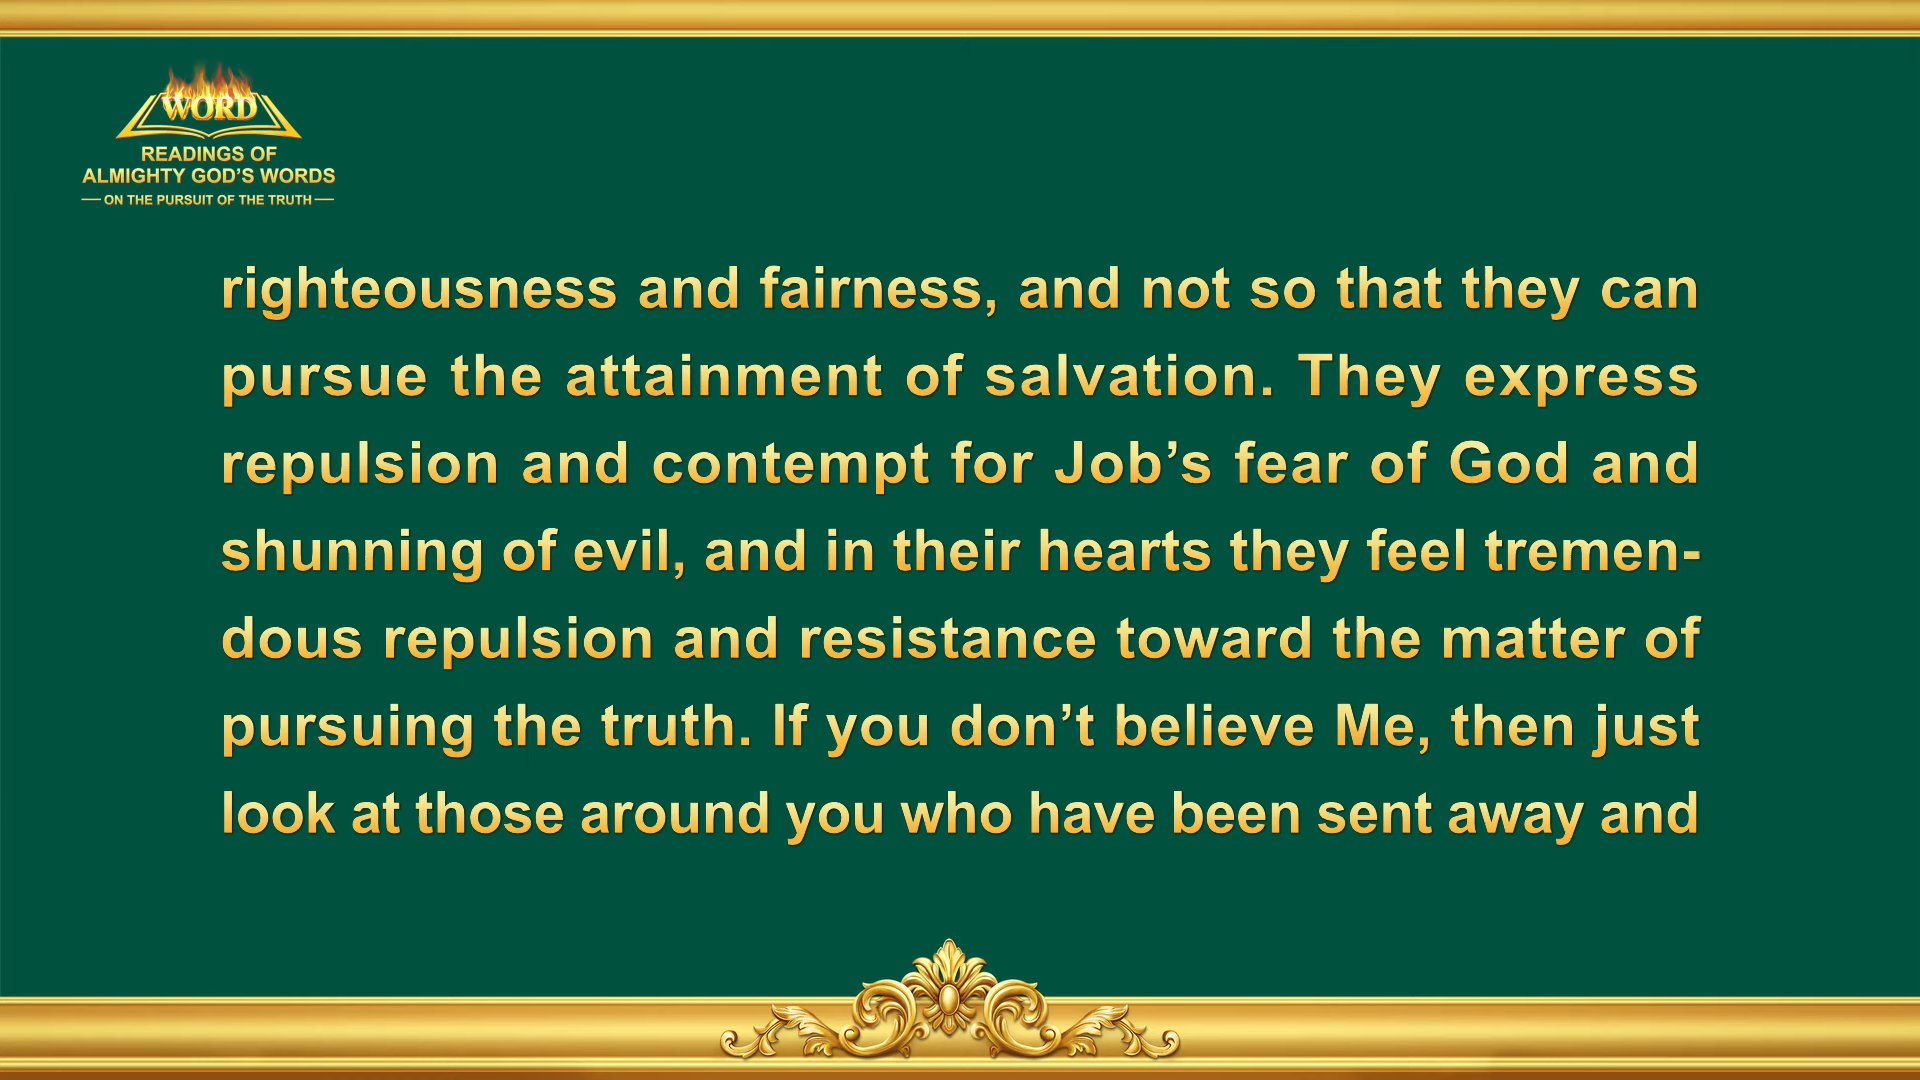 WORD
READINGS OF
ALMIGHTY GOD'S WORDS
ON THE PURSUIT OF THE TRUTH
righteousness and fairness, and not so that they can
pursue the attainment of salvation. They express
repulsion and contempt for Job’s fear of God and
shunning of evil, and in their hearts they feel tremen-
dous repulsion and resistance toward the matter of
pursuing the truth. If you don’t believe Me, then just
look at those around you who have been sent away and